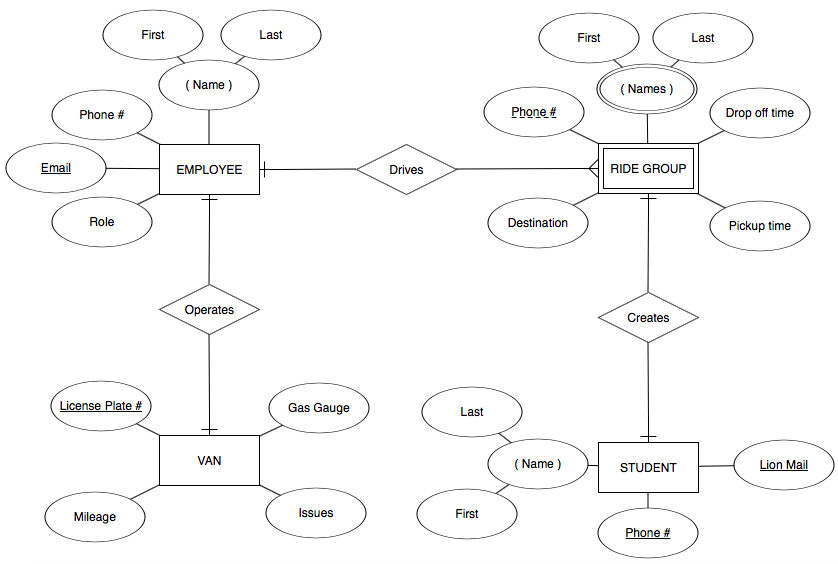 First
Last
First
Last
( Name )
( Names )
Phone #
Phone #
Drop off time
Email
EMPLOYEE
Drives
RIDE GROUP
Role
Destination
Pickup time
Operates
Creates
License Plate #
Gas Gauge
Last
VAN
( Name )
STUDENT
Lion Mail
Mileage
Issues
First
Phone #